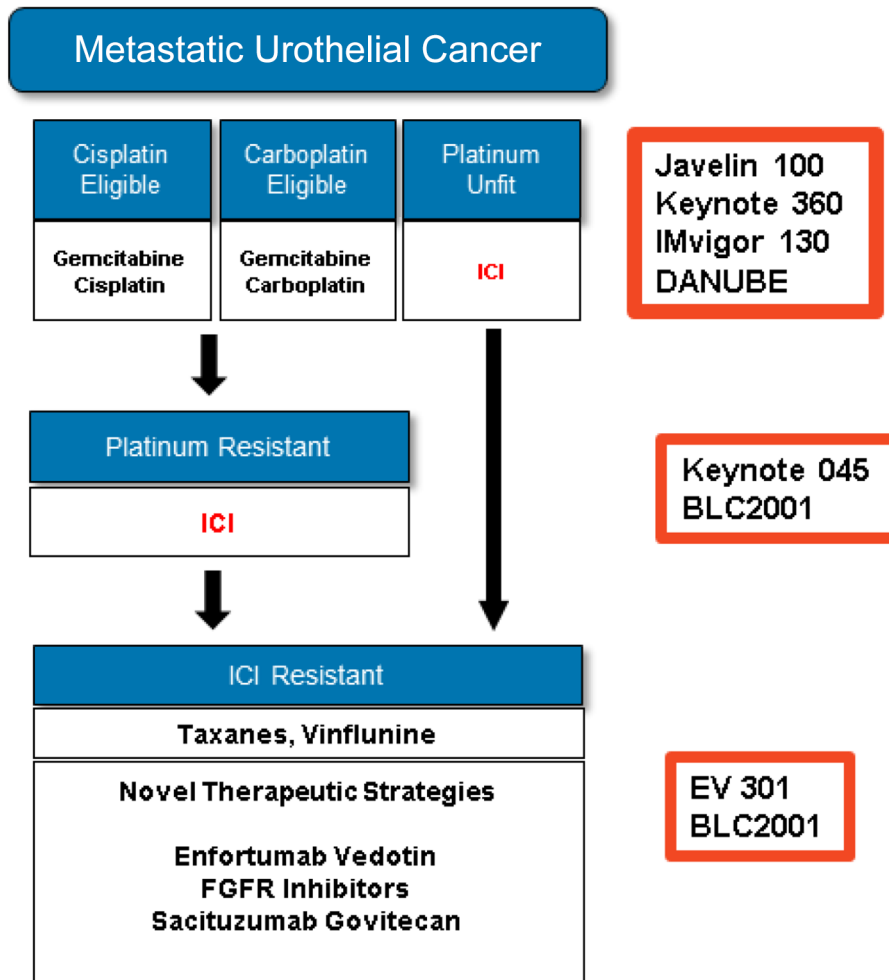 Metastatic Urothelial Cancer
Cisplatin
Eligible
Carboplatin
Eligible
Platinum
Unfit
Gemcitabine
Cisplatin
Gemcitabine
Carboplatin
ICI
Javelin 100
Keynote 360
IMvigor 130
DANUBE
Platinum Resistant
ICI
Keynote 045
BLC2001
ICI Resistant
Taxanes, Vinflunine
Novel Therapeutic Strategies
Enfortumab Vedotin
FGFR Inhibitors
Sacituzumab Govitecan
EV 301
BLC2001